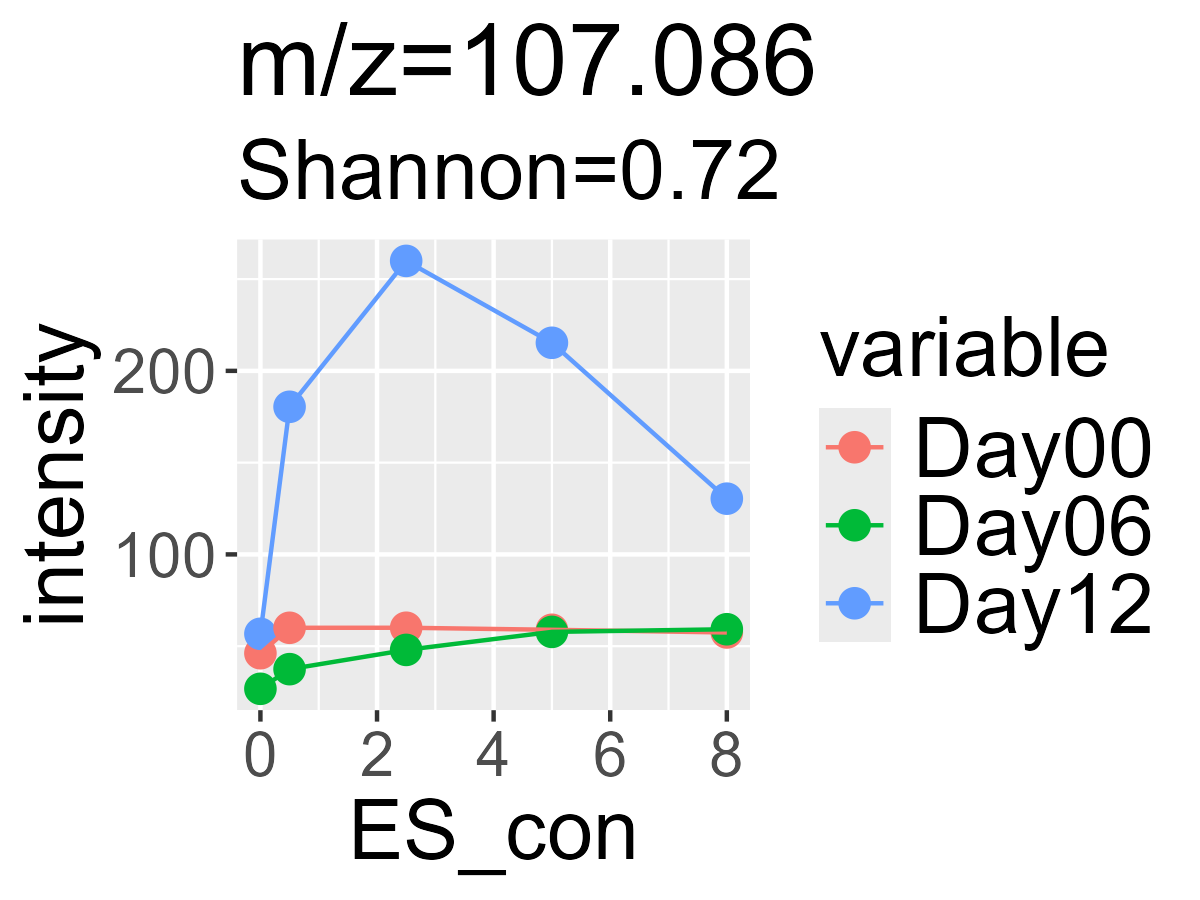 m/z=107.086
Shannon=0.72
intensity
200
100
0 2 4 6 8
ES_con
variable
Day00
Day06
Day12